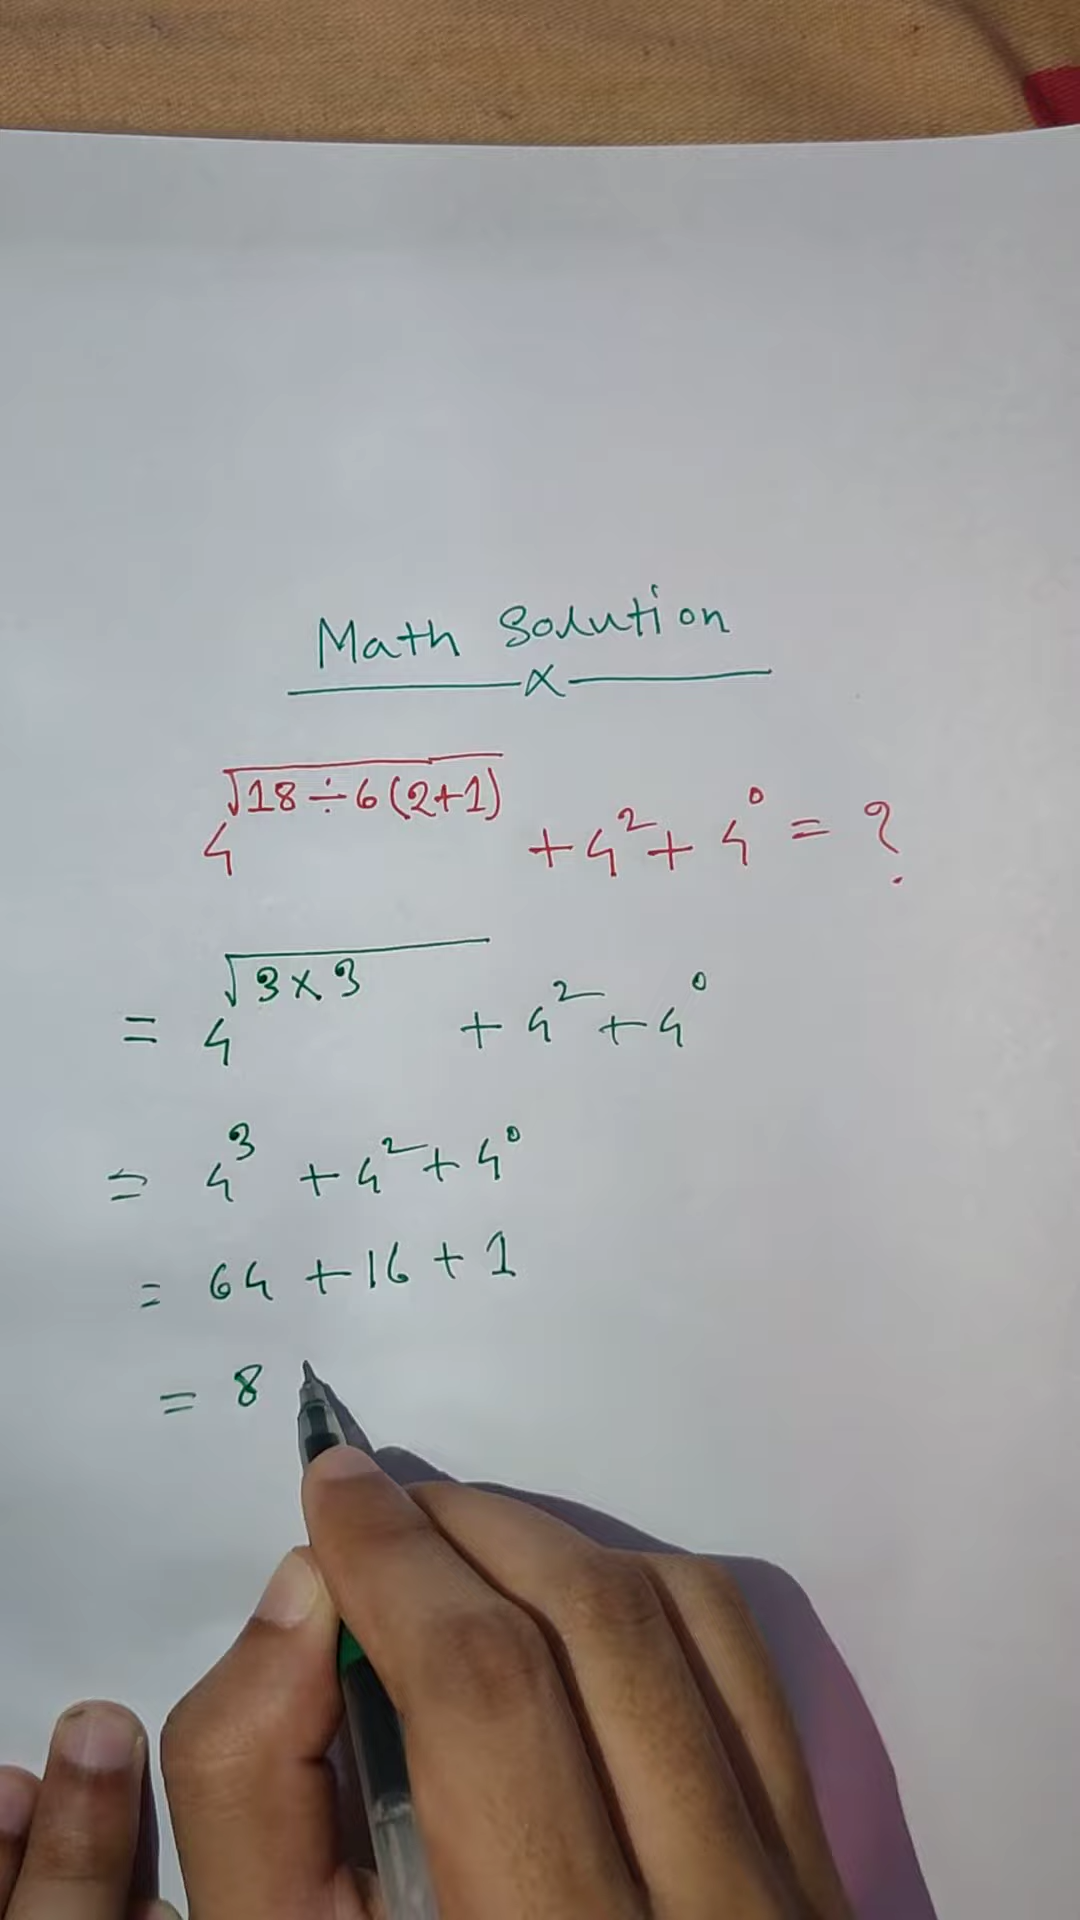 Math Solution
x
4^√(18÷6(2+1)) + 4² + 4⁰ = ?
= 4^√(3×3) + 4² + 4⁰
= 4³ + 4² + 4⁰
= 64 + 16 + 1
= 8